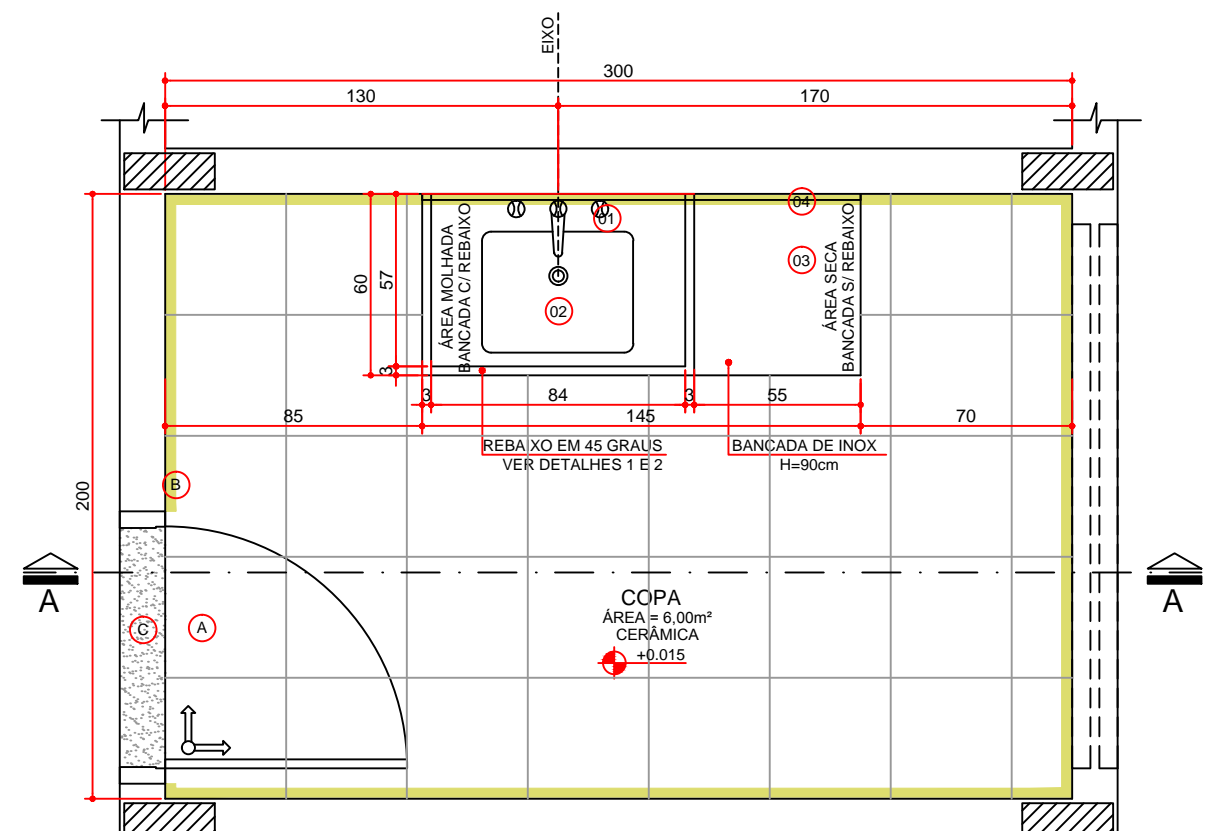 EIXO
300
130
170
01
04
ÁREA MOLHADA
BANCADA C/ REBAIXO
ÁREA SECA
BANCADA S/ REBAIXO
03
60
57
02
3
3
84
3
55
85
145
70
REBAIXO EM 45 GRAUS
VER DETALHES 1 E 2
BANCADA DE INOX
H=90cm
200
B
A
A
COPA
ÁREA = 6,00m²
CERÂMICA
+0.015
C
A